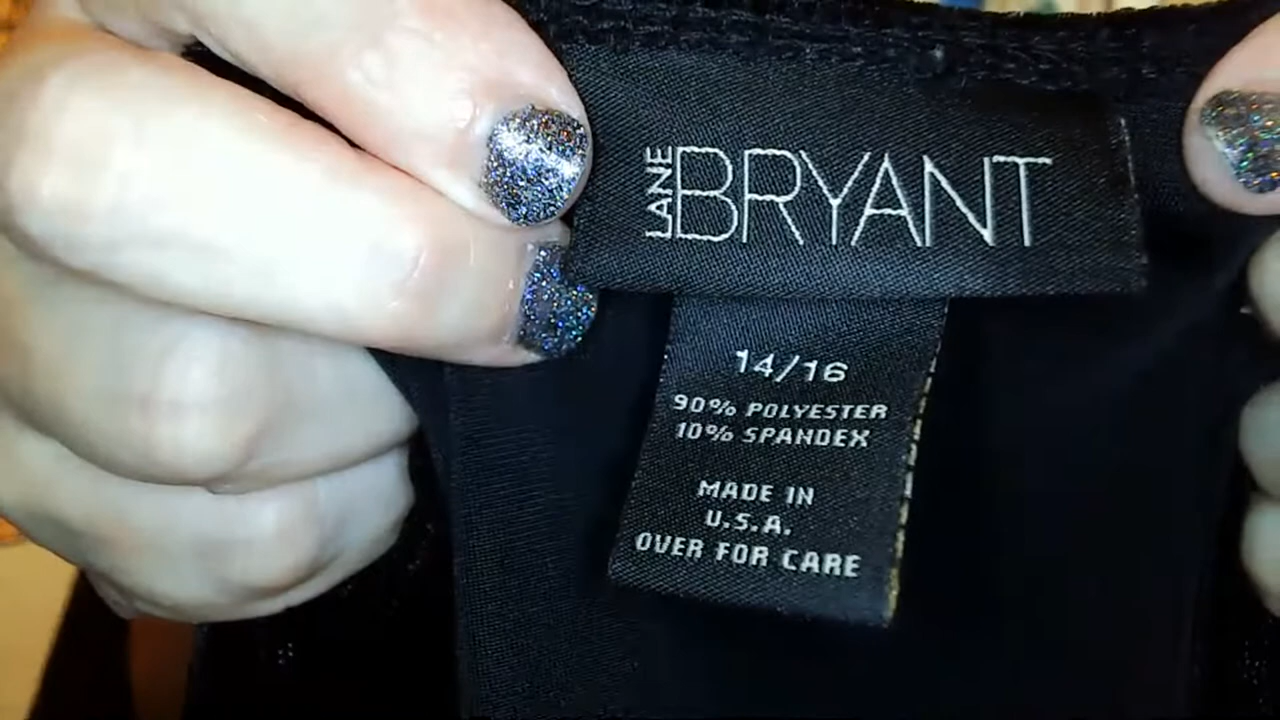 LANE BRYANT
14/16
90% POLYESTER
10% SPANDEX
MADE IN
U.S.A.
OVER FOR CARE